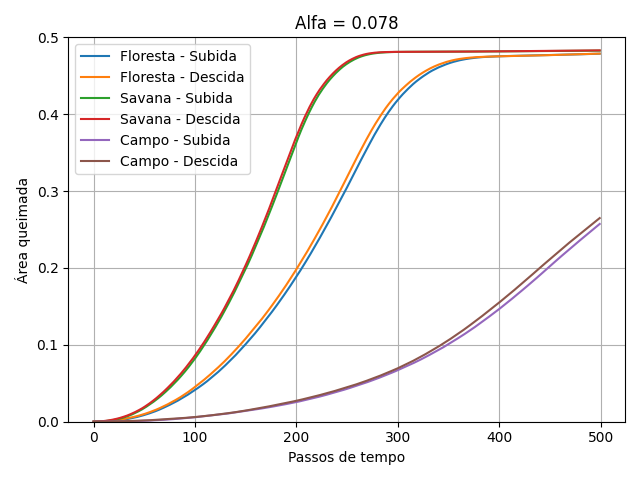 Alfa = 0.078
Floresta - Subida
Floresta - Descida
Savana - Subida
Savana - Descida
Campo - Subida
Campo - Descida
Área queimada
0.5
0.4
0.3
0.2
0.1
0.0
0 100 200 300 400 500
Passos de tempo